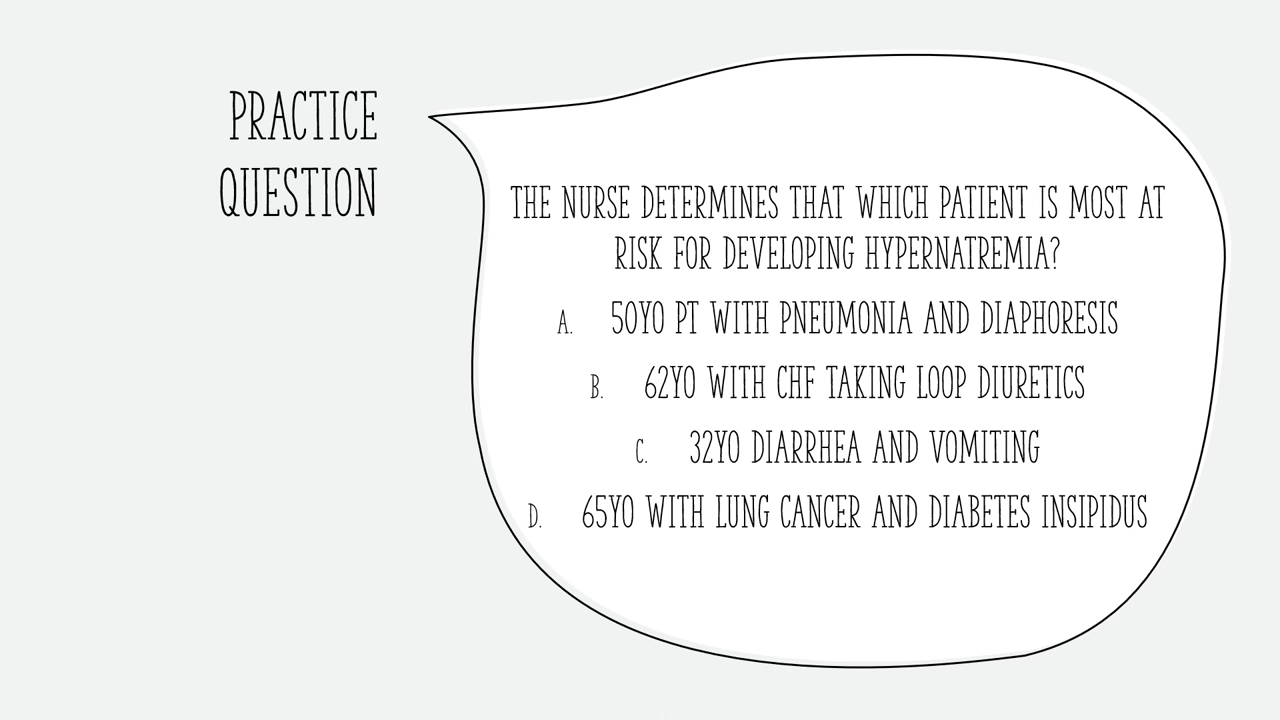 PRACTICE
QUESTION
THE NURSE DETERMINES THAT WHICH PATIENT IS MOST AT
RISK FOR DEVELOPING HYPERNATREMIA?
A. 50YO PT WITH PNEUMONIA AND DIAPHORESIS
B. 62YO WITH CHF TAKING LOOP DIURETICS
C. 32YO DIARRHEA AND VOMITING
D. 65YO WITH LUNG CANCER AND DIABETES INSIPIDUS